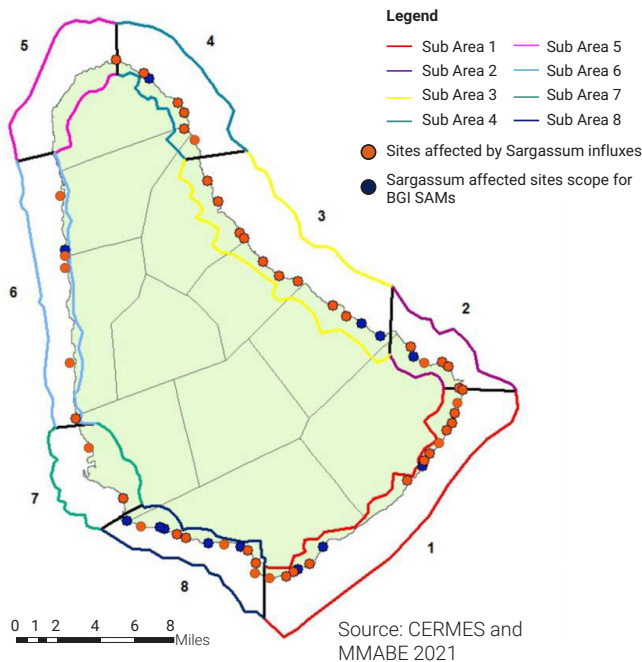 Legend
Sub Area 1
Sub Area 5
Sub Area 2
Sub Area 6
Sub Area 3
Sub Area 7
Sub Area 4
Sub Area 8
Sites affected by Sargassum influxes
Sargassum affected sites scope for
BGI SAMs
5
4
3
6
2
7
1
8
0 1 2 4 6 8
Miles
Source: CERMES and
MMABE 2021